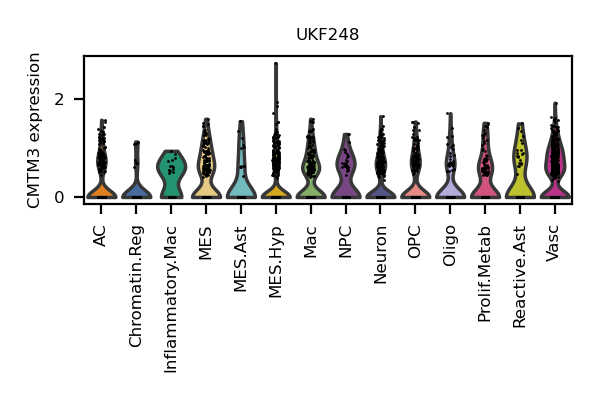 UKF248
CMTM3 expression
2
0
AC
Chromatin.Reg
Inflammatory.Mac
MES
MES.Ast
MES.Hyp
Mac
NPC
Neuron
OPC
Oligo
Prolif.Metab
Reactive.Ast
Vasc